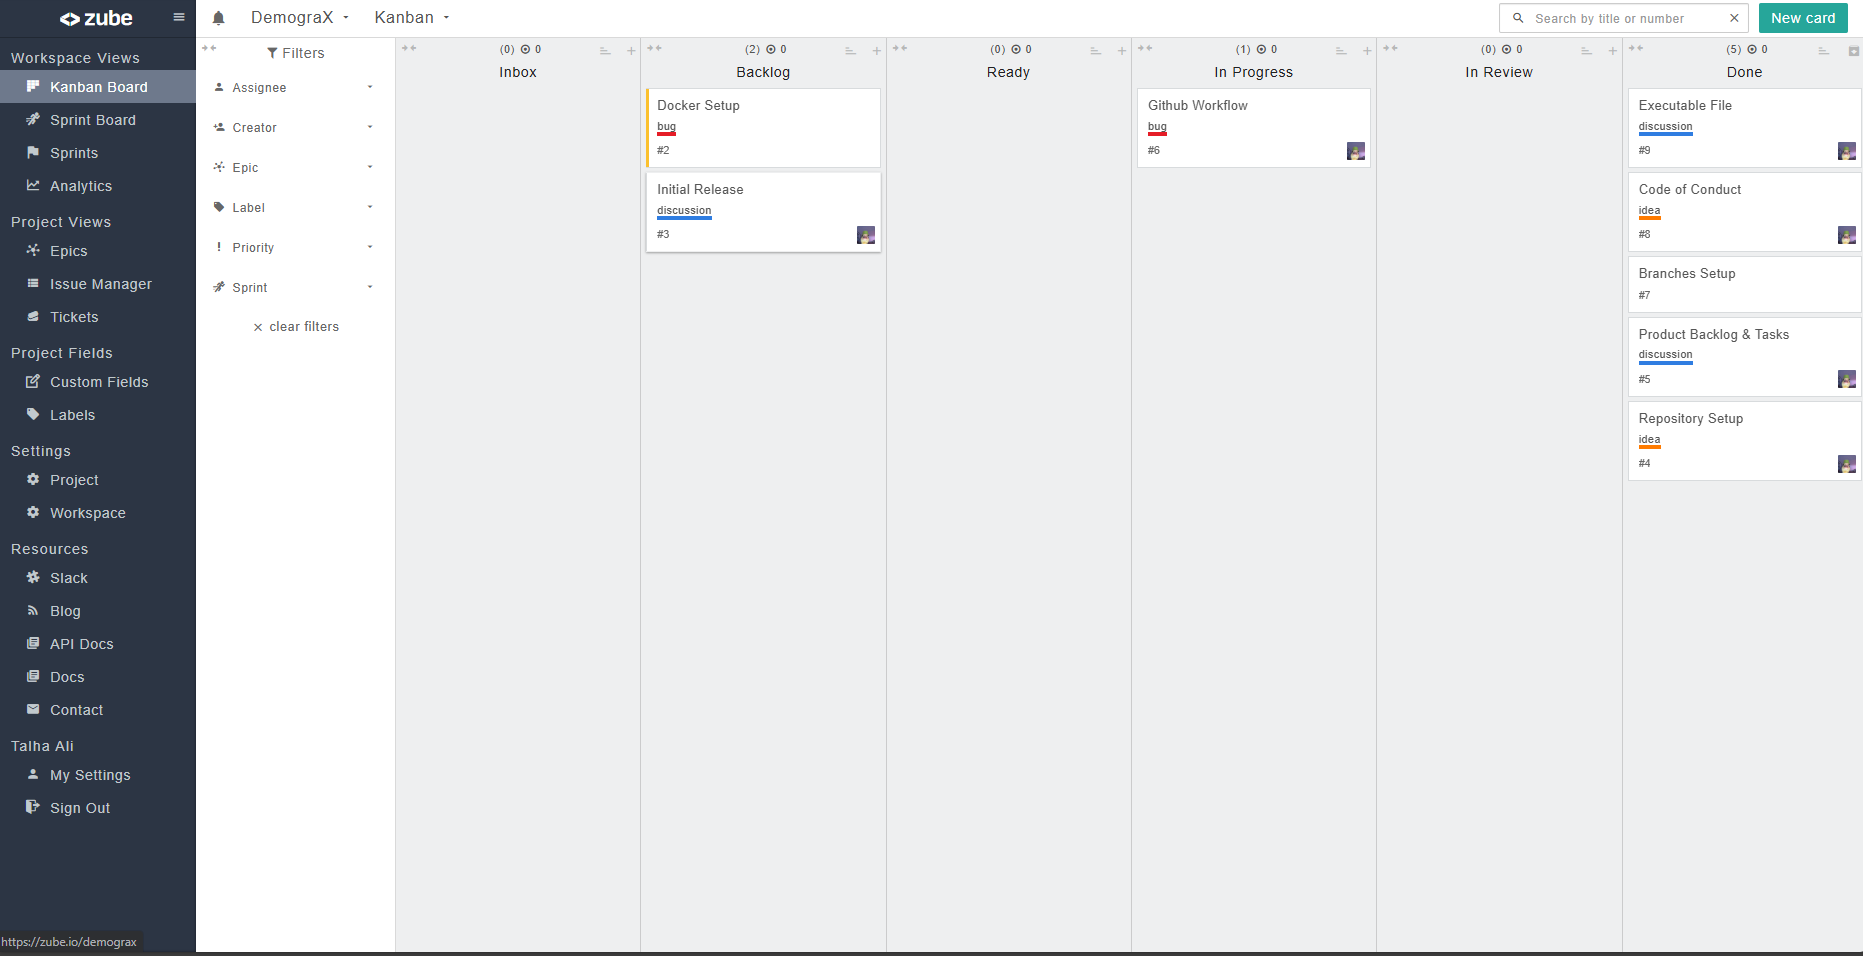 zube
DemograX
Kanban
Search by title or number
New card
Workspace Views
Kanban Board
Sprint Board
Sprints
Analytics
Project Views
Epics
Issue Manager
Tickets
Project Fields
Custom Fields
Labels
Settings
Project
Workspace
Resources
Slack
Blog
API Docs
Docs
Contact
Talha Ali
My Settings
Sign Out
https://zube.io/demograx
Filters
Assignee
Creator
Epic
Label
Priority
Sprint
clear filters
(0) 0
Inbox
(2) 0
Backlog
Docker Setup
bug
#2
Initial Release
discussion
#3
(0) 0
Ready
(1) 0
In Progress
Github Workflow
bug
#6
(0) 0
In Review
(5) 0
Done
Executable File
discussion
#9
Code of Conduct
idea
#8
Branches Setup
#7
Product Backlog & Tasks
discussion
#5
Repository Setup
idea
#4